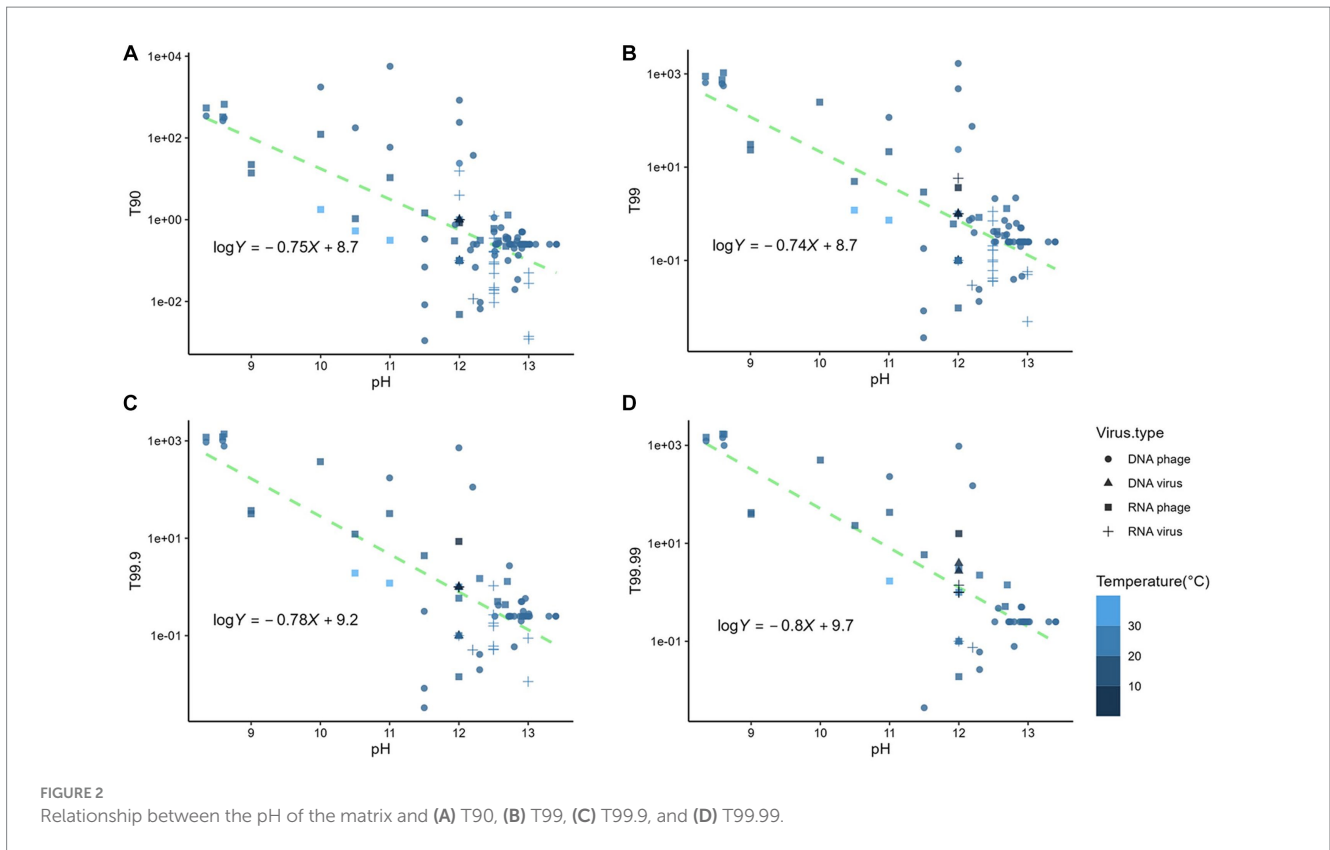 A
1e+04
1e+02
1e+00
1e-02
T90
logY = −0.75X + 8.7
9 10 11 12 13
pH
B
1e+03
1e+01
1e-01
T99
logY = −0.74X + 8.7
9 10 11 12 13
pH
C
1e+03
1e+01
1e-01
T99.9
logY = −0.78X + 9.2
9 10 11 12 13
pH
D
1e+03
1e+01
1e-01
T99.99
logY = −0.8X + 9.7
9 10 11 12 13
pH
Virus.type
DNA phage
DNA virus
RNA phage
RNA virus
Temperature(°C)
30
20
10
FIGURE 2
Relationship between the pH of the matrix and (A) T90, (B) T99, (C) T99.9, and (D) T99.99.